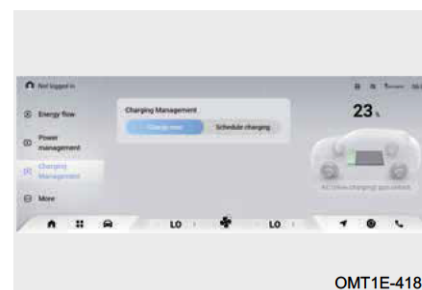 Not logged in
Energy flow
Power
management
Charging
Management
More
Charging Management
Charge now
Schedule charging
23
LO
LO
OMT1E-418